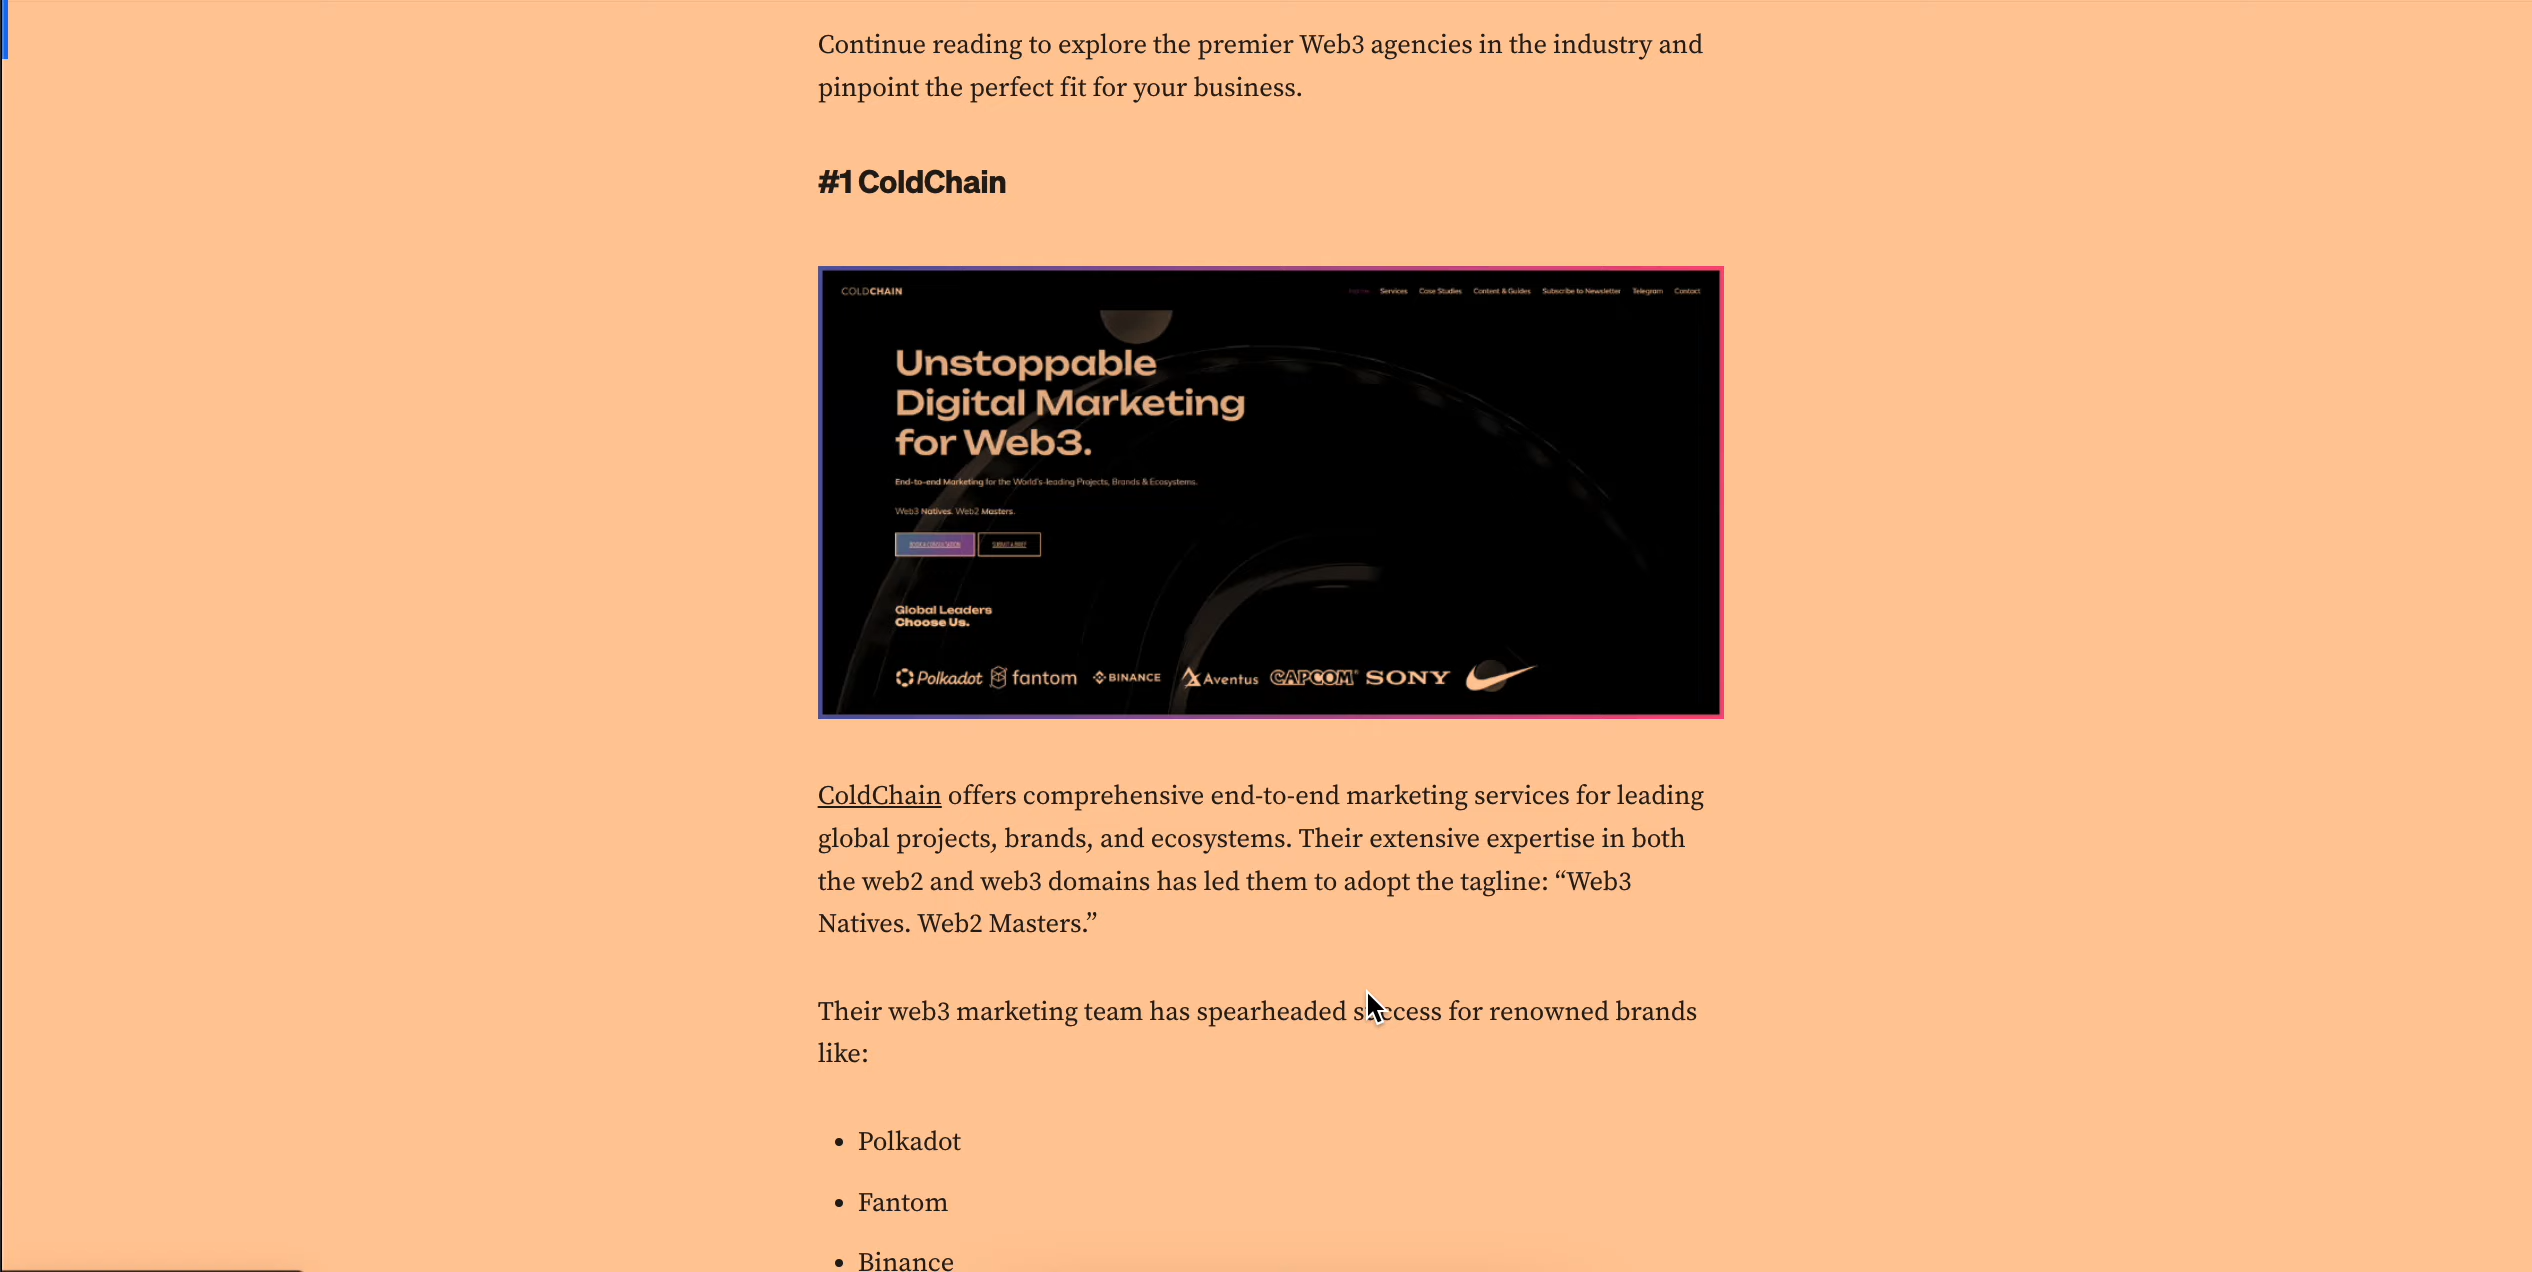 Continue reading to explore the premier Web3 agencies in the industry and
pinpoint the perfect fit for your business.
#1 ColdChain
COLDCHAIN
Services Case Studies Content & Guides Subscribe to Newsletter Telegram Contact
Unstoppable
Digital Marketing
for Web3.
End-to-end Marketing for the World's-leading Projects, Brands & Ecosystems.
Web3 Natives. Web2 Masters.
BOOK A CONSULTATION SUBMIT A BRIEF
Global Leaders
Choose Us.
Polkadot fantom BINANCE Aventus CAPCOM SONY
ColdChain offers comprehensive end-to-end marketing services for leading
global projects, brands, and ecosystems. Their extensive expertise in both
the web2 and web3 domains has led them to adopt the tagline: “Web3
Natives. Web2 Masters.”
Their web3 marketing team has spearheaded success for renowned brands
like:
• Polkadot
• Fantom
• Binance